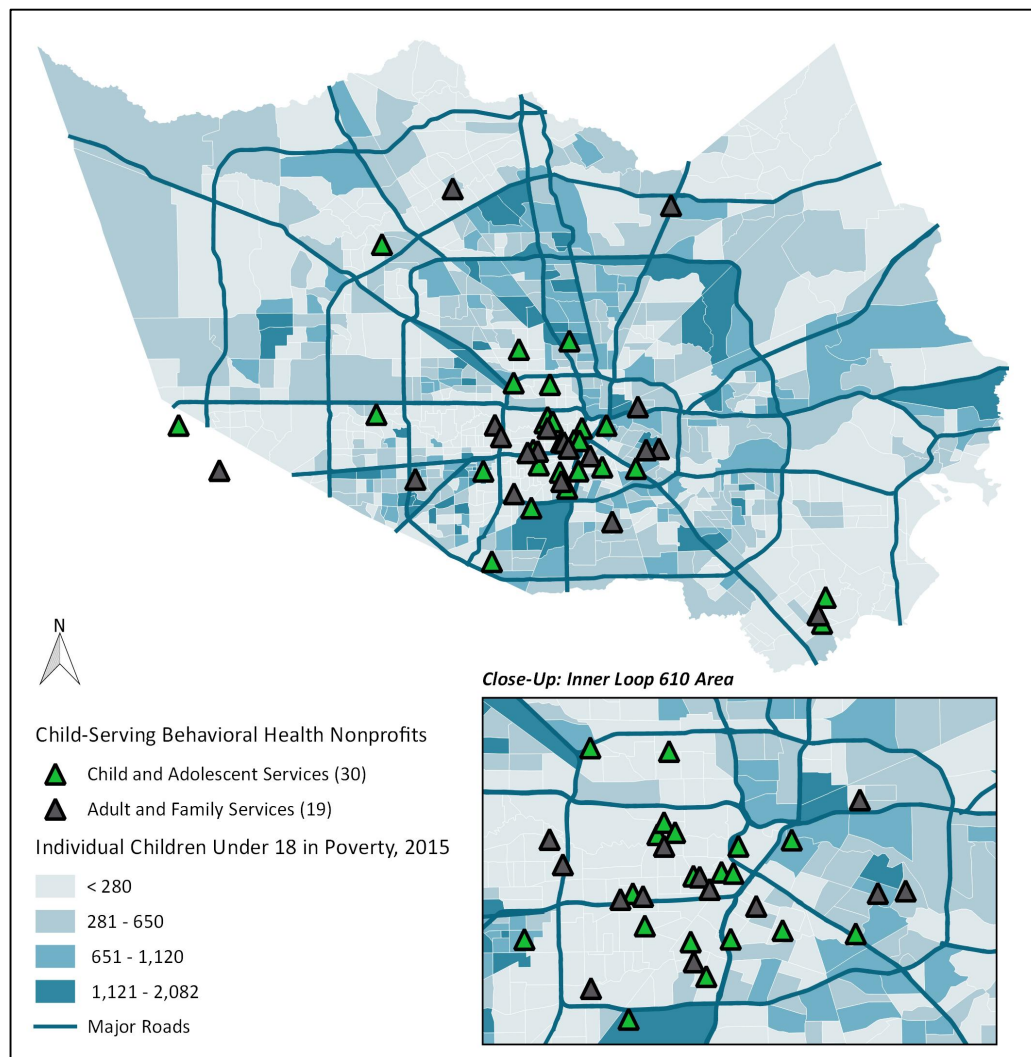 N
Close-Up: Inner Loop 610 Area
Child-Serving Behavioral Health Nonprofits
Child and Adolescent Services (30)
Adult and Family Services (19)
Individual Children Under 18 in Poverty, 2015
< 280
281 - 650
651 - 1,120
1,121 - 2,082
Major Roads